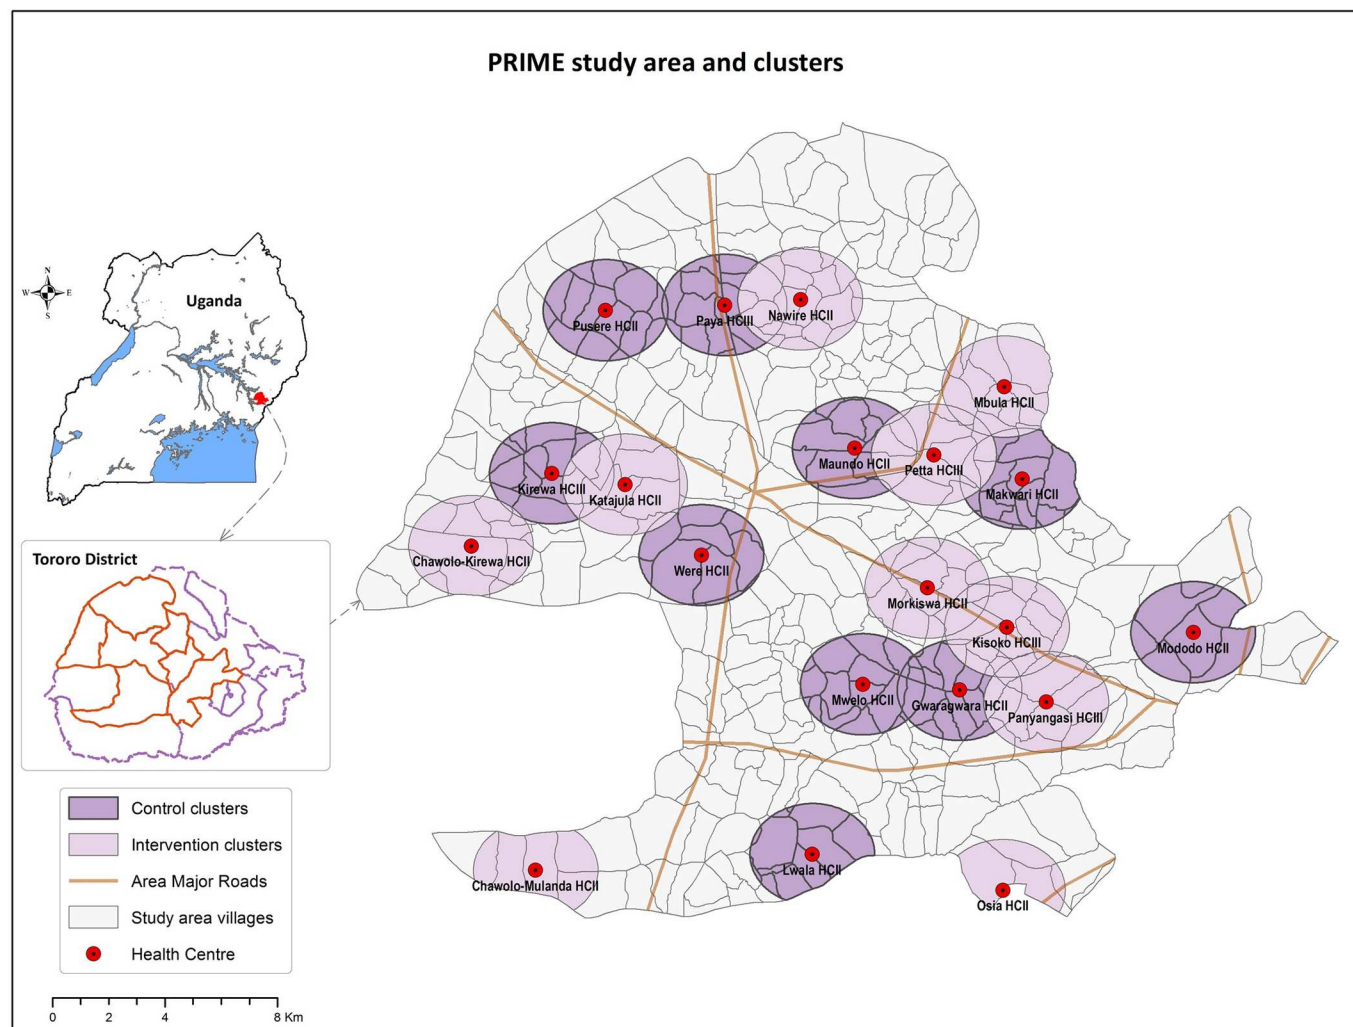 PRIME study area and clusters
N
W E
S
Uganda
Tororo District
Pusere HCII
Paya HCIII
Nawire HCII
Mbula HCII
Maundo HCII
Petta HCIII
Makwari HCII
Kirewa HCIII
Katajula HCII
Chawolo-Kirewa HCII
Were HCII
Morkiswa HCII
Kisoko HCIII
Mododo HCII
Mwelo HCII
Gwaragwara HCII
Panyangasi HCIII
Lwala HCII
Chawolo-Mulanda HCII
Osia HCII
Control clusters
Intervention clusters
Area Major Roads
Study area villages
Health Centre
0 2 4 8 Km